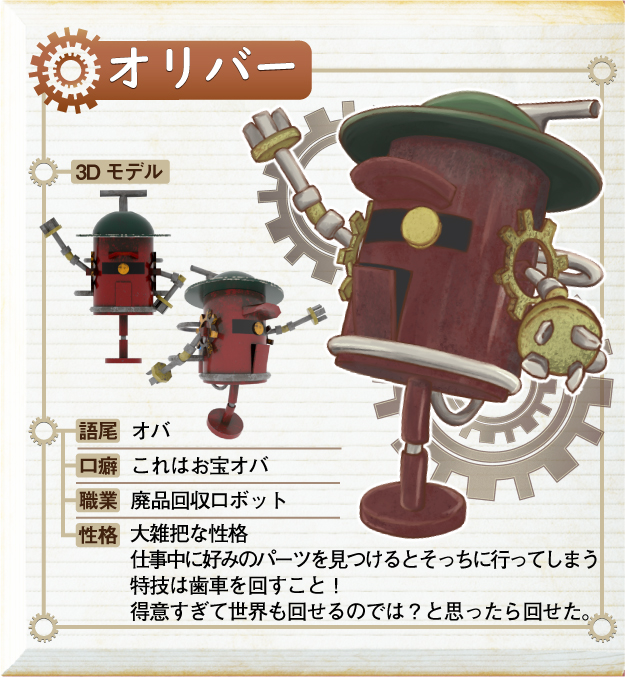 オリバー
3D モデル
語尾 オバ
口癖 これはお宝オバ
職業 廃品回収ロボット
性格 大雑把な性格
仕事中に好みのパーツを見つけるとそっちに行ってしまう
特技は歯車を回すこと！
得意すぎて世界も回せるのでは？と思ったら回せた。